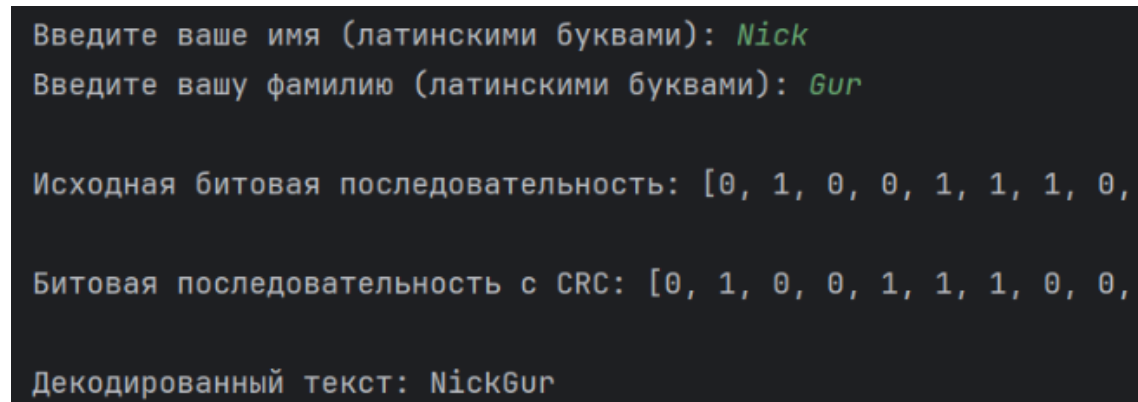 Введите ваше имя (латинскими буквами): Nick
Введите вашу фамилию (латинскими буквами): Gur
Исходная битовая последовательность: [0, 1, 0, 0, 1, 1, 1, 0,
Битовая последовательность с CRC: [0, 1, 0, 0, 1, 1, 1, 0, 0,
Декодированный текст: NickGur